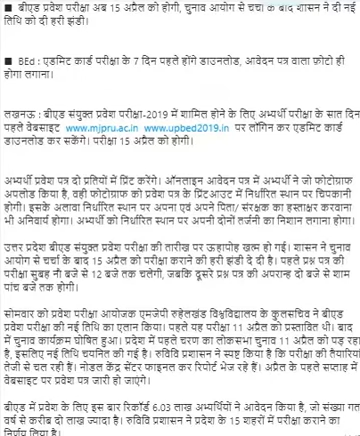 ■ बीएड प्रवेश परीक्षा अब 15 अप्रैल को होगी, चुनाव आयोग से चर्चा के बाद शासन ने दी नई
तिथि को दी हरी झंडी।
■ BEd : एडमिट कार्ड परीक्षा के 7 दिन पहले होंगे डाउनलोड, आवेदन पत्र वाला फ़ोटो ही
होगा लगाना।
लखनऊ : बीएड संयुक्त प्रवेश परीक्षा-2019 में शामिल होने के लिए अभ्यर्थी परीक्षा के सात दिन
पहले वेबसाइट www.mjpru.ac.in www.upbed2019.in पर लॉगिन कर एडमिट कार्ड
डाउनलोड कर सकेंगे। परीक्षा 15 अप्रैल को होगी।
अभ्यर्थी प्रवेश पत्र दो प्रतियों में प्रिंट करेंगे। ऑनलाइन आवेदन पत्र में अभ्यर्थी ने जो फोटोग्राफ
अपलोड किया है, वही फोटोग्राफ को प्रवेश पत्र के प्रिंटआउट में निर्धारित स्थान पर चिपकानी
होगी। इसके अलावा निर्धारित स्थान पर अपना एवं अपने पिता/ संरक्षक का हस्ताक्षर करवाना
भी अनिवार्य होगा। अभ्यर्थी को निर्धारित स्थान पर अपनी दोनों तर्जनी का निशान लगाना होगा।
उत्तर प्रदेश बीएड संयुक्त प्रवेश परीक्षा की तारीख पर ऊहापोह खत्म हो गई। शासन ने चुनाव
आयोग से चर्चा के बाद 15 अप्रैल को परीक्षा कराने की हरी झंडी दे दी है। पहले प्रश्न पत्र की
परीक्षा सुबह नौ बजे से 12 बजे तक चलेगी, जबकि दूसरे प्रश्न पत्र की अपरान्ह दो बजे से शाम
पांच बजे तक होगी।
सोमवार को प्रवेश परीक्षा आयोजक एमजेपी रुहेलखंड विश्वविद्यालय के कुलसचिव ने बीएड
प्रवेश परीक्षा की नई तिथि का एलान किया। पहले यह परीक्षा 11 अप्रैल को प्रस्तावित थी। बाद
में चुनाव कार्यक्रम घोषित हुआ। प्रदेश में पहले चरण का लोकसभा चुनाव 11 अप्रैल को पड़ रहा
है, इसलिए नई तिथि चयनित की गई है। रुविवि प्रशासन ने स्पष्ट किया है कि परीक्षा की तैयारियां
तेजी से चल रही हैं। नोडल केंद्र सेंटर फाइनल कर रिपोर्ट भेज रहे हैं। अप्रैल के पहले सप्ताह में
वेबसाइट पर प्रवेश पत्र जारी हो जाएंगे।
बीएड में प्रवेश के लिए इस बार रिकॉर्ड 6.03 लाख अभ्यर्थियों ने आवेदन किया है, जो संख्या गत
वर्ष से करीब दो लाख ज्यादा है। रुविवि प्रशासन ने प्रदेश के 15 शहरों में परीक्षा कराने का
निर्णय लिया है।